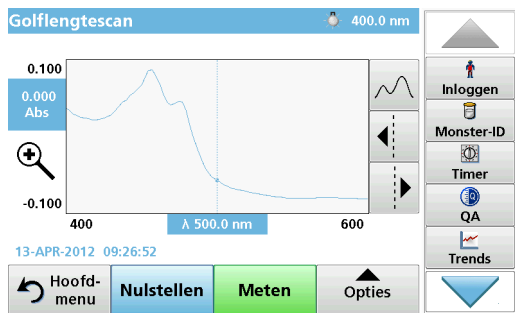 Golflengtescan 400.0 nm
0.100
0.000
Abs
-0.100
400 λ 500.0 nm 600
13-APR-2012 09:26:52
Hoofd-
menu
Nulstellen
Meten
Opties
Inloggen
Monster-ID
Timer
QA
Trends